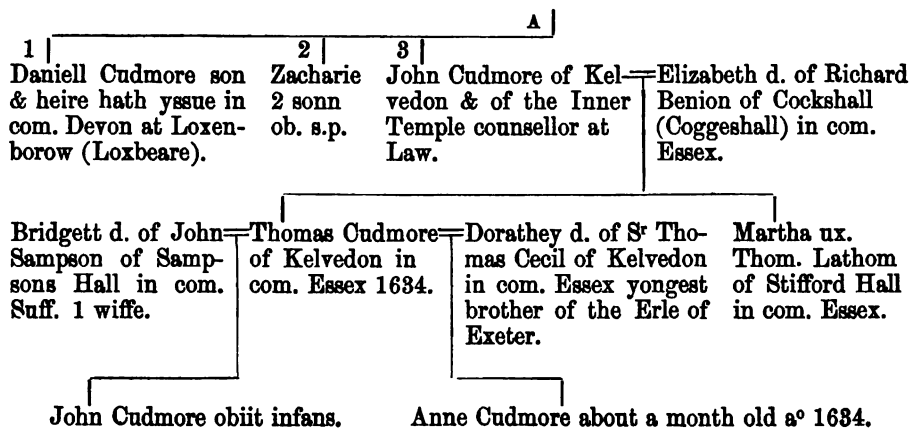 A
1
Daniell Cudmore son
& heire hath yssue in
com. Devon at Loxen-
borow (Loxbeare).
2
Zacharie
2 sonn
ob. s.p.
3
John Cudmore of Kel-
vedon & of the Inner
Temple counsellor at
Law.
Elizabeth d. of Richard
Benion of Cockshall
(Coggeshall) in com.
Essex.
Bridgett d. of John
Sampson of Samp-
sons Hall in com.
Suff. 1 wiffe.
Thomas Cudmore
of Kelvedon in
com. Essex 1634.
Dorathey d. of Sʳ Tho-
mas Cecil of Kelvedon
in com. Essex yongest
brother of the Erle of
Exeter.
Martha ux.
Thom. Lathom
of Stifford Hall
in com. Essex.
John Cudmore obiit infans.
Anne Cudmore about a month old aº 1634.